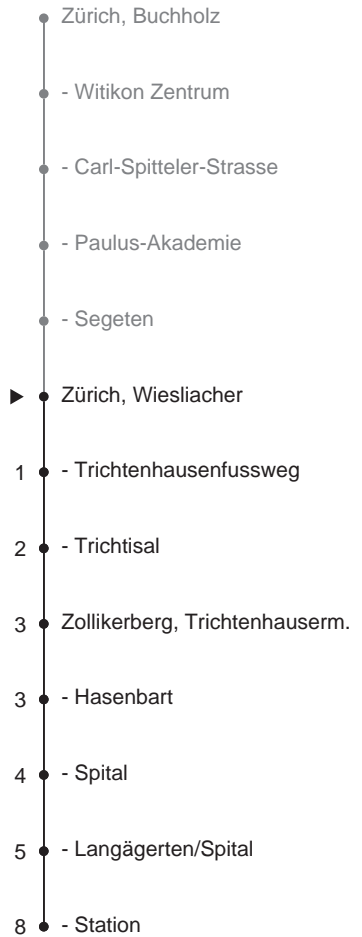 Zürich, Buchholz
- Witikon Zentrum
- Carl-Spitteler-Strasse
- Paulus-Akademie
- Segeten
Zürich, Wiesliacher
1 - Trichtenhausenfussweg
2 - Trichtisal
3 Zollikerberg, Trichtenhauserm.
3 - Hasenbart
4 - Spital
5 - Langägerten/Spital
8 - Station